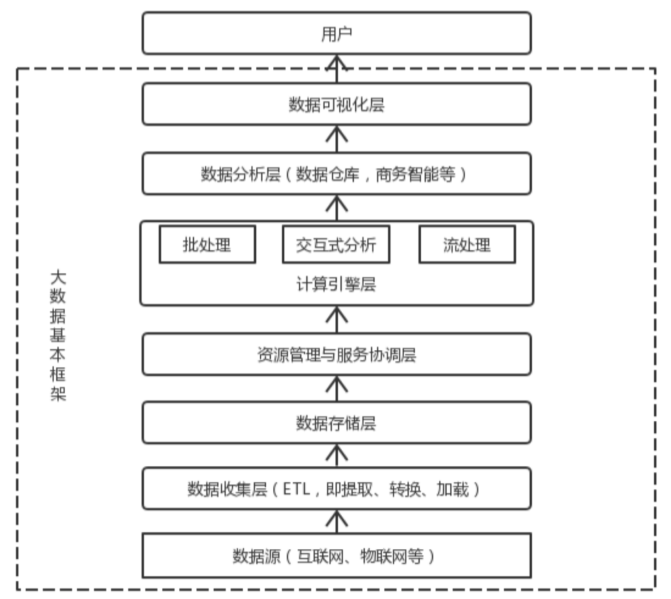 用户
数据可视化层
数据分析层（数据仓库，商务智能等）
批处理
交互式分析
流处理
计算引擎层
大数据基本框架
资源管理与服务协调层
数据存储层
数据收集层（ETL，即提取、转换、加载）
数据源（互联网、物联网等）